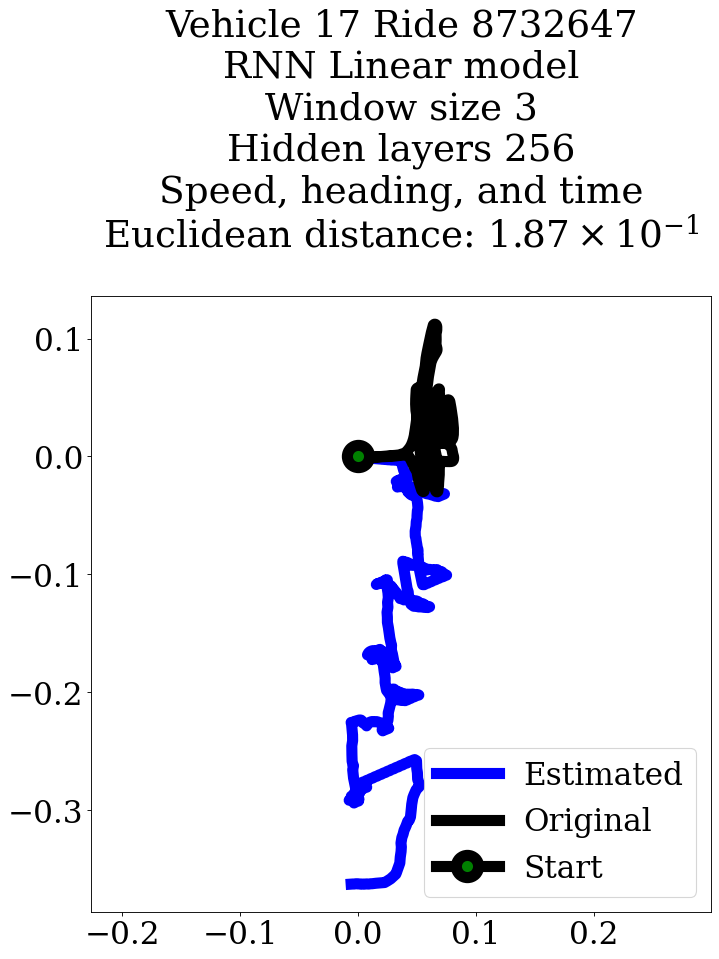 Vehicle 17 Ride 8732647
RNN Linear model
Window size 3
Hidden layers 256
Speed, heading, and time
Euclidean distance: 1.87 × 10⁻¹
0.1
0.0
−0.1
−0.2
−0.3
Estimated
Original
Start
−0.2 −0.1 0.0 0.1 0.2